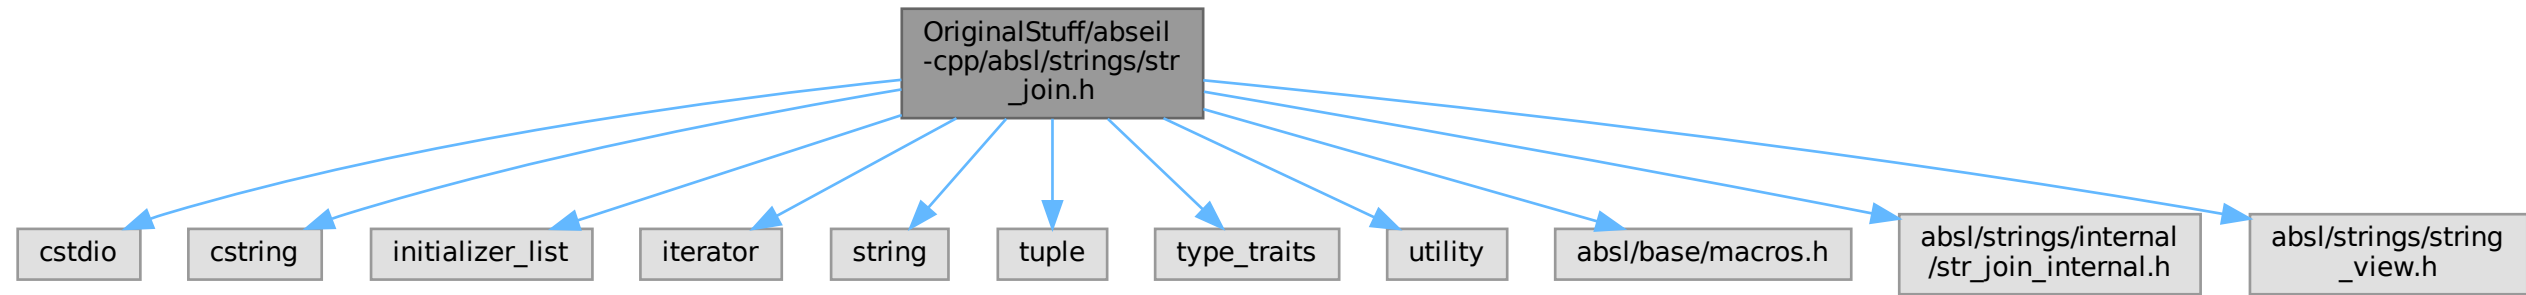 OriginalStuff/abseil
-cpp/absl/strings/str
_join.h
cstdio
cstring
initializer_list
iterator
string
tuple
type_traits
utility
absl/base/macros.h
absl/strings/internal
/str_join_internal.h
absl/strings/string
_view.h